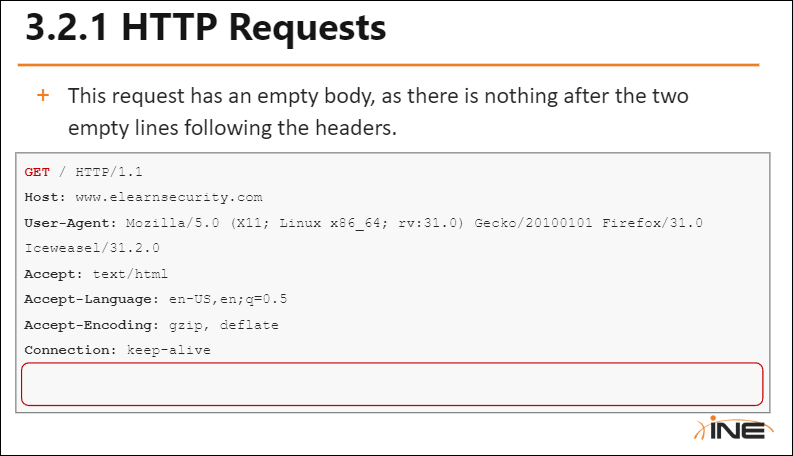 3.2.1 HTTP Requests
+ This request has an empty body, as there is nothing after the two
empty lines following the headers.
GET / HTTP/1.1
Host: www.elearnsecurity.com
User-Agent: Mozilla/5.0 (X11; Linux x86_64; rv:31.0) Gecko/20100101 Firefox/31.0
Iceweasel/31.2.0
Accept: text/html
Accept-Language: en-US,en;q=0.5
Accept-Encoding: gzip, deflate
Connection: keep-alive
INE